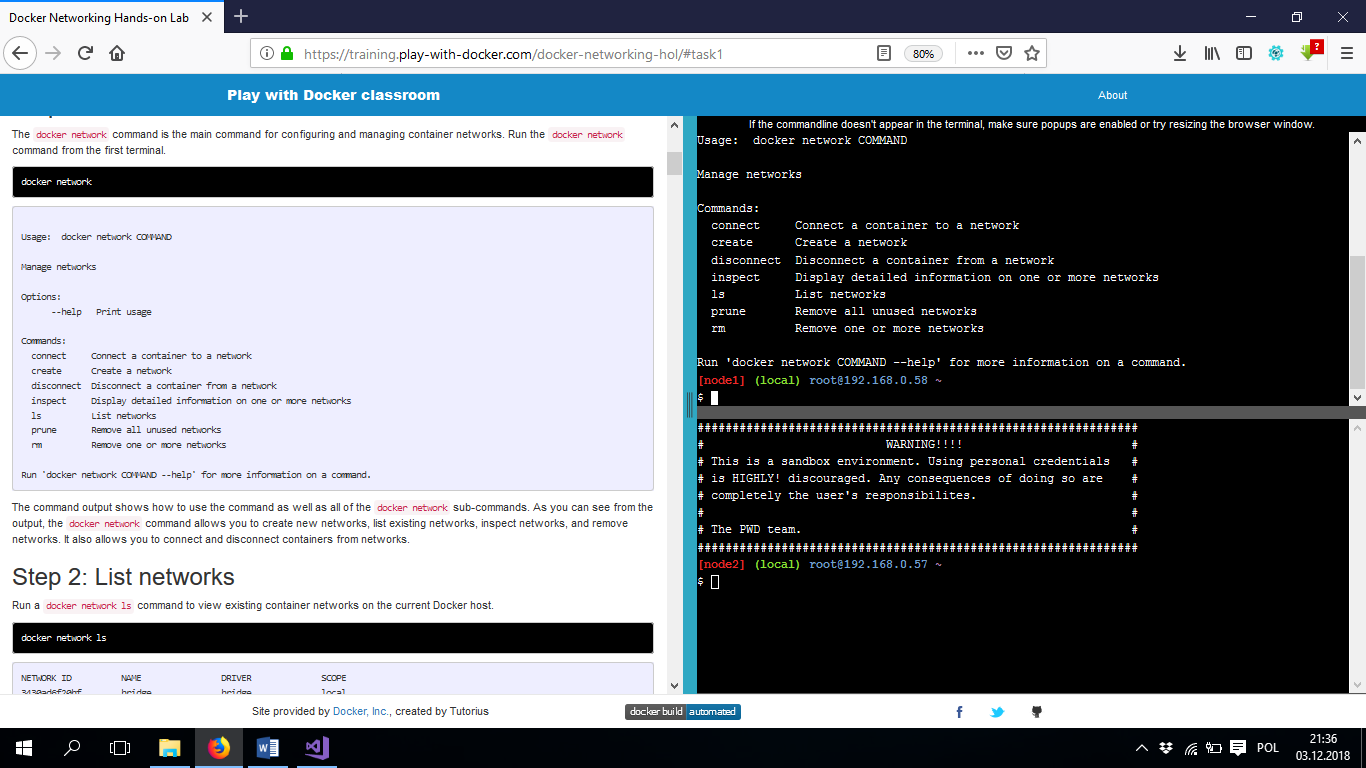 Docker Networking Hands-on Lab
https://training.play-with-docker.com/docker-networking-hol/#task1
80%
?
Play with Docker classroom
About
The docker network command is the main command for configuring and managing container networks. Run the docker network
command from the first terminal.
docker network
Usage:  docker network COMMAND
Manage networks
Options:
      --help   Print usage
Commands:
  connect     Connect a container to a network
  create      Create a network
  disconnect  Disconnect a container from a network
  inspect     Display detailed information on one or more networks
  ls          List networks
  prune       Remove all unused networks
  rm          Remove one or more networks
Run 'docker network COMMAND --help' for more information on a command.
The command output shows how to use the command as well as all of the docker network sub-commands. As you can see from the
output, the docker network command allows you to create new networks, list existing networks, inspect networks, and remove
networks. It also allows you to connect and disconnect containers from networks.
Step 2: List networks
Run a docker network ls command to view existing container networks on the current Docker host.
docker network ls
NETWORK ID          NAME                DRIVER              SCOPE
bridge              bridge              local
If the commandline doesn't appear in the terminal, make sure popups are enabled or try resizing the browser window.
Usage:  docker network COMMAND
Manage networks
Commands:
  connect     Connect a container to a network
  create      Create a network
  disconnect  Disconnect a container from a network
  inspect     Display detailed information on one or more networks
  ls          List networks
  prune       Remove all unused networks
  rm          Remove one or more networks
Run 'docker network COMMAND --help' for more information on a command.
[node1] (local) root@192.168.0.58 ~
$
###############################################################
#                          WARNING!!!!                        #
# This is a sandbox environment. Using personal credentials   #
# is HIGHLY! discouraged. Any consequences of doing so are    #
# completely the user's responsibilites.                      #
#                                                             #
# The PWD team.                                               #
###############################################################
[node2] (local) root@192.168.0.57 ~
$
Site provided by Docker, Inc., created by Tutorius
docker build automated
POL
21:36
03.12.2018